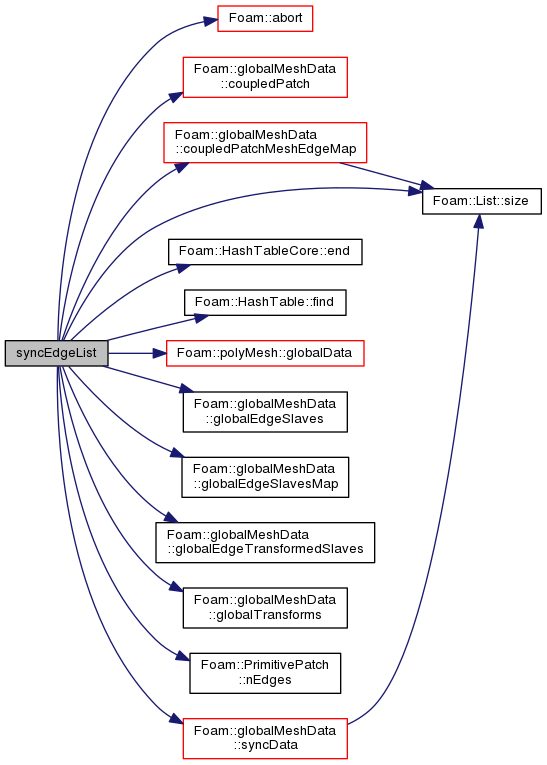 Foam::abort
Foam::globalMeshData
::coupledPatch
Foam::globalMeshData
::coupledPatchMeshEdgeMap
Foam::List::size
Foam::HashTableCore::end
Foam::HashTable::find
syncEdgeList
Foam::polyMesh::globalData
Foam::globalMeshData
::globalEdgeSlaves
Foam::globalMeshData
::globalEdgeSlavesMap
Foam::globalMeshData
::globalEdgeTransformedSlaves
Foam::globalMeshData
::globalTransforms
Foam::PrimitivePatch
::nEdges
Foam::globalMeshData
::syncData